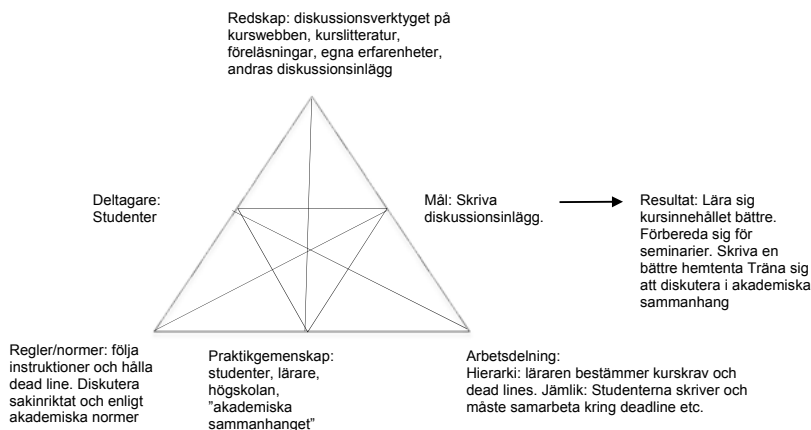 Redskap: diskussionsverktyget på
kurswebben, kurslitteratur,
föreläsningar, egna erfarenheter,
andras diskussionsinlägg
Deltagare:
Studenter
Mål: Skriva
diskussionsinlägg.
Resultat: Lära sig
kursinnehållet bättre.
Förbereda sig för
seminarier. Skriva en
bättre hemtenta Träna sig
att diskutera i akademiska
sammanhang
Regler/normer: följa
instruktioner och hålla
dead line. Diskutera
sakinriktat och enligt
akademiska normer
Praktikgemenskap:
studenter, lärare,
högskolan,
”akademiska
sammanhanget”
Arbetsdelning:
Hierarki: läraren bestämmer kurskrav och
dead lines. Jämlik: Studenterna skriver och
måste samarbeta kring deadline etc.